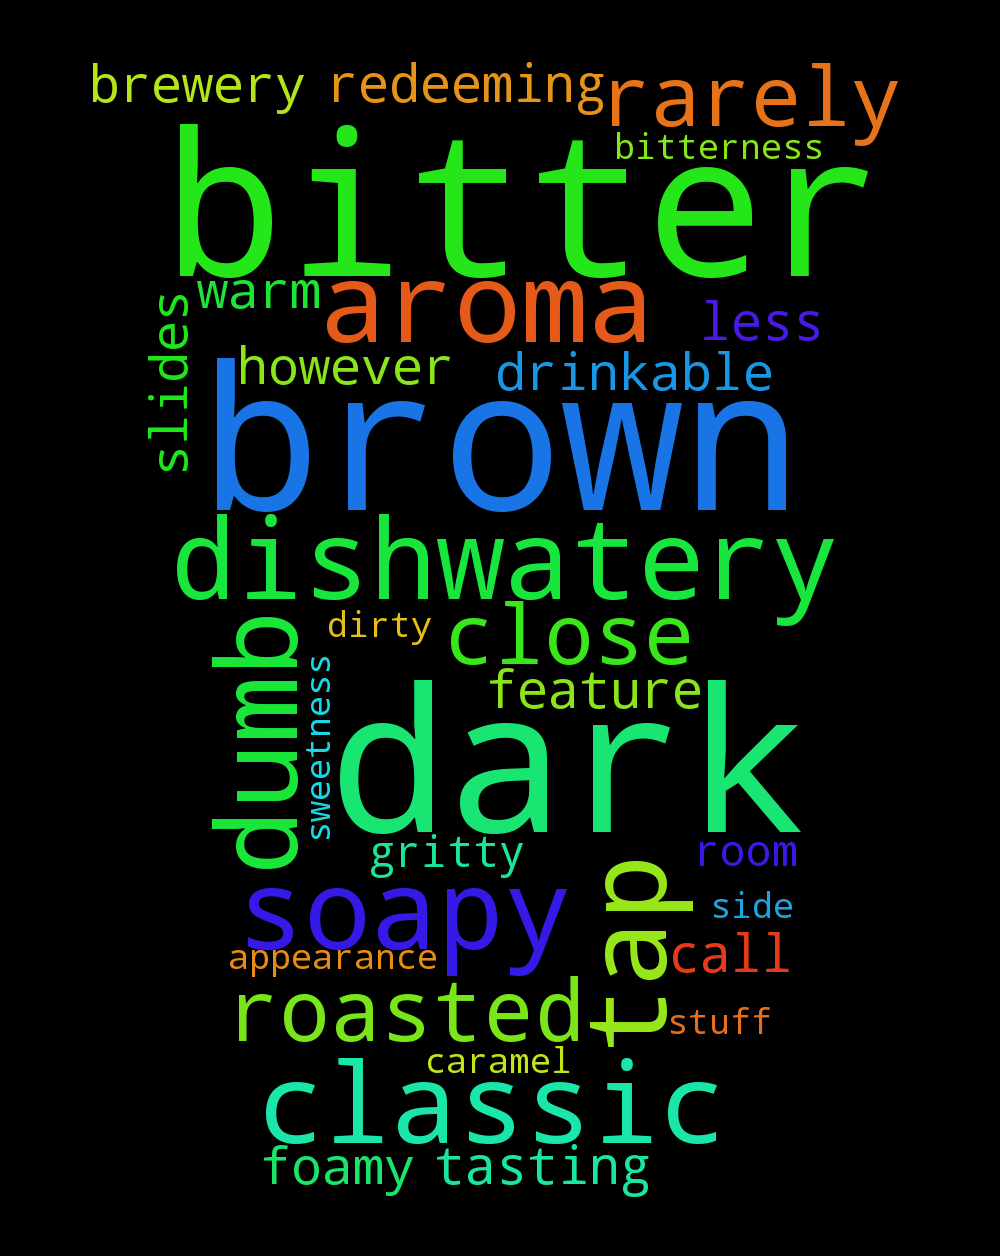 brewery redeeming rarely
bitterness
bitter
warm aroma less
slides
however drinkable
brown
dishwatery
dirty close
dumb
sweetness
feature
dark
gritty room
soapy tap side
appearance call
roasted stuff
caramel
classic
foamy tasting